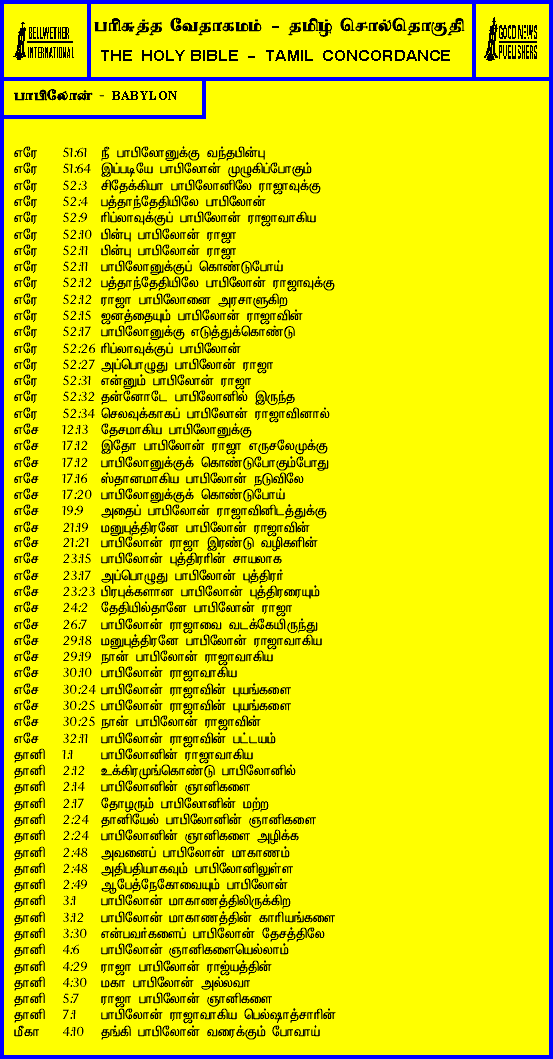 BELLWETHER
INTERNATIONAL
பரிசுத்த வேதாகமம் - தமிழ் சொல்தொகுதி
THE HOLY BIBLE - TAMIL CONCORDANCE
GOOD NEWS
PUBLISHERS
பாபிலோன் - BABYLON
எரே 51:61 நீ பாபிலோனுக்கு வந்தபின்பு
எரே 51:64 இப்படியே பாபிலோன் முழுகிப்போகும்
எரே 52:3 சிதேக்கியா பாபிலோனிலே ராஜாவுக்கு
எரே 52:4 பத்தாந்தேதியிலே பாபிலோன்
எரே 52:9 ரிப்லாவுக்குப் பாபிலோன் ராஜாவாகிய
எரே 52:10 பின்பு பாபிலோன் ராஜா
எரே 52:11 பின்பு பாபிலோன் ராஜா
எரே 52:11 பாபிலோனுக்குப் கொண்டுபோய்
எரே 52:12 பத்தாந்தேதியிலே பாபிலோன் ராஜாவுக்கு
எரே 52:12 ராஜா பாபிலோனை அரசாளுகிற
எரே 52:15 ஜனத்தையும் பாபிலோன் ராஜாவின்
எரே 52:17 பாபிலோனுக்கு எடுத்துக்கொண்டு
எரே 52:26 ரிப்லாவுக்குப் பாபிலோன்
எரே 52:27 அப்பொழுது பாபிலோன் ராஜா
எரே 52:31 என்னும் பாபிலோன் ராஜா
எரே 52:32 தன்னோடே பாபிலோனில் இருந்த
எரே 52:34 செலவுக்காகப் பாபிலோன் ராஜாவினால்
எசே 12:13 தேசமாகிய பாபிலோனுக்கு
எசே 17:12 இதோ பாபிலோன் ராஜா எருசலேமுக்கு
எசே 17:12 பாபிலோனுக்குக் கொண்டுபோகும்போது
எசே 17:16 ஸ்தானமாகிய பாபிலோன் நடுவிலே
எசே 17:20 பாபிலோனுக்குக் கொண்டுபோய்
எசே 19:9 அதைப் பாபிலோன் ராஜாவினிடத்துக்கு
எசே 21:19 மனுபுத்திரனே பாபிலோன் ராஜாவின்
எசே 21:21 பாபிலோன் ராஜா இரண்டு வழிகளின்
எசே 23:15 பாபிலோன் புத்திரரின் சாயலாக
எசே 23:17 அப்பொழுது பாபிலோன் புத்திரர்
எசே 23:23 பிரபுக்களான பாபிலோன் புத்திரரையும்
எசே 24:2 தேதியில்தானே பாபிலோன் ராஜா
எசே 26:7 பாபிலோன் ராஜாவை வடக்கேயிருந்து
எசே 29:18 மனுபுத்திரனே பாபிலோன் ராஜாவாகிய
எசே 29:19 நான் பாபிலோன் ராஜாவாகிய
எசே 30:10 பாபிலோன் ராஜாவாகிய
எசே 30:24 பாபிலோன் ராஜாவின் புயங்களை
எசே 30:25 பாபிலோன் ராஜாவின் புயங்களை
எசே 30:25 நான் பாபிலோன் ராஜாவின்
எசே 32:11 பாபிலோன் ராஜாவின் பட்டயம்
தானி 1:1 பாபிலோனின் ராஜாவாகிய
தானி 2:12 உக்கிரமுங்கொண்டு பாபிலோனில்
தானி 2:14 பாபிலோனின் ஞானிகளை
தானி 2:17 தோழரும் பாபிலோனின் மற்ற
தானி 2:24 தானியேல் பாபிலோனின் ஞானிகளை
தானி 2:24 பாபிலோனின் ஞானிகளை அழிக்க
தானி 2:48 அவனைப் பாபிலோன் மாகாணம்
தானி 2:48 அதிபதியாகவும் பாபிலோனிலுள்ள
தானி 2:49 ஆபேத்நேகோவையும் பாபிலோன்
தானி 3:1 பாபிலோன் மாகாணத்திலிருக்கிற
தானி 3:12 பாபிலோன் மாகாணத்தின் காரியங்களை
தானி 3:30 என்பவர்களைப் பாபிலோன் தேசத்திலே
தானி 4:6 பாபிலோன் ஞானிகளையெல்லாம்
தானி 4:29 ராஜா பாபிலோன் ராஜ்யத்தின்
தானி 4:30 மகா பாபிலோன் அல்லவா
தானி 5:7 ராஜா பாபிலோன் ஞானிகளை
தானி 7:1 பாபிலோன் ராஜாவாகிய பெல்ஷாத்சாரின்
மீகா 4:10 தங்கி பாபிலோன் வரைக்கும் போவாய்